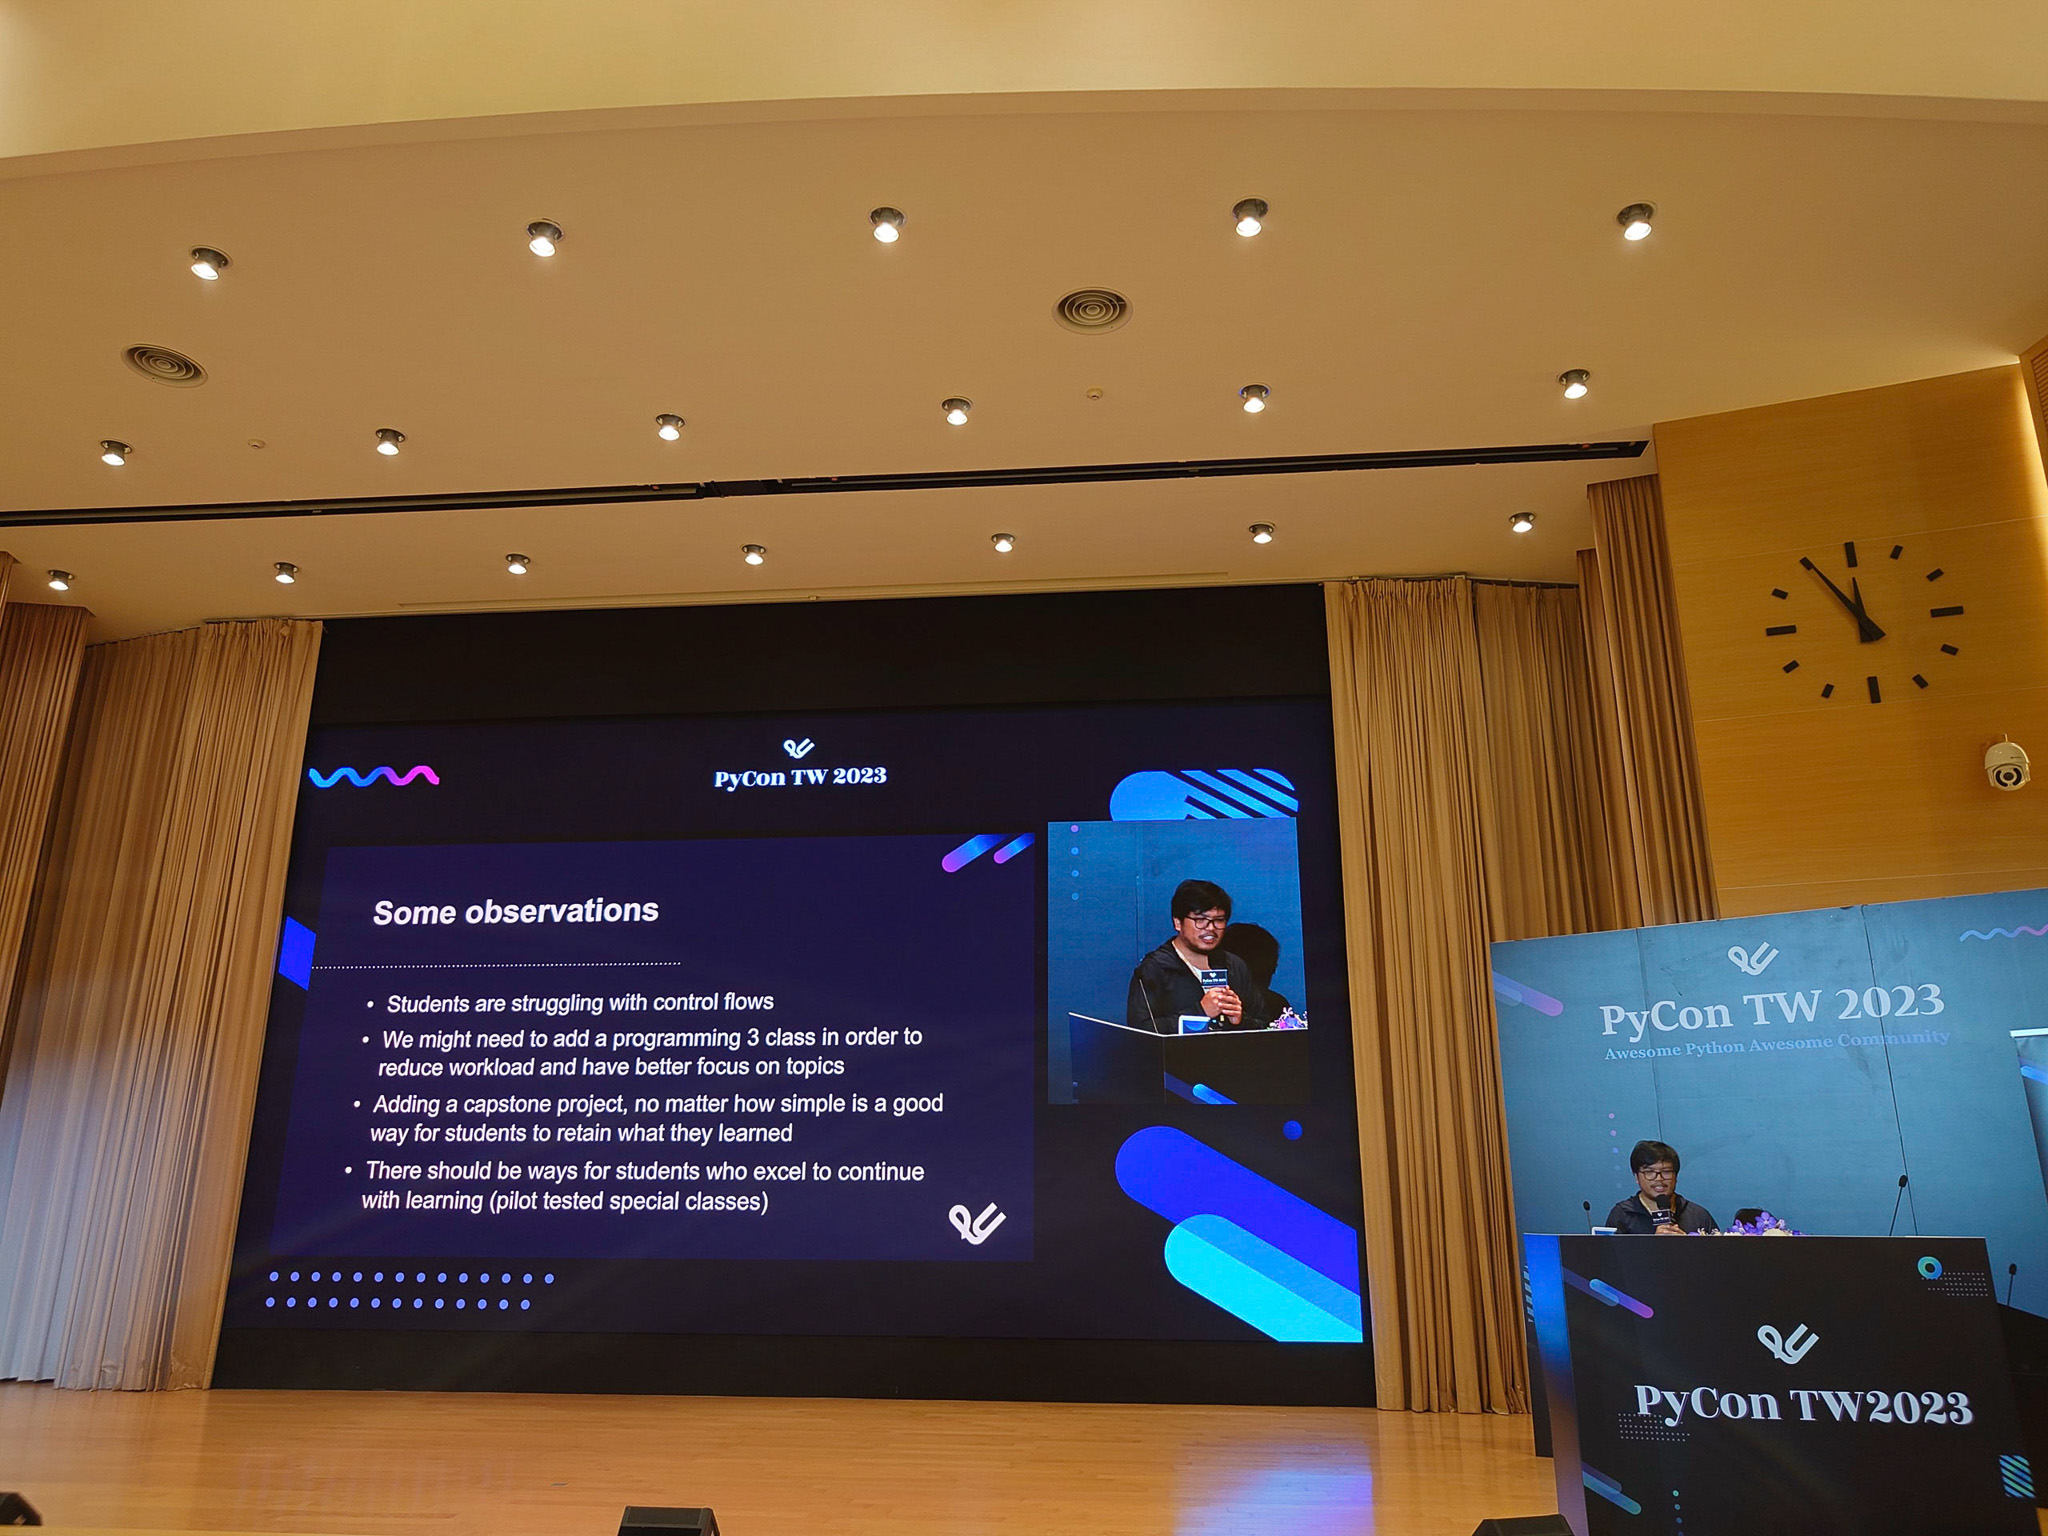 PyCon TW 2023
Some observations
• Students are struggling with control flows
• We might need to add a programming 3 class in order to
reduce workload and have better focus on topics
• Adding a capstone project, no matter how simple is a good
way for students to retain what they learned
• There should be ways for students who excel to continue
with learning (pilot tested special classes)
PyCon TW 2023
Awesome Python Awesome Community
PyCon TW2023